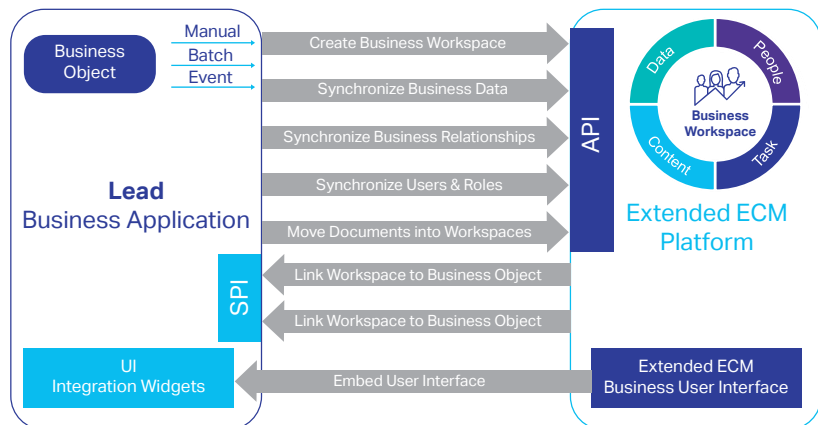 Business
Object
Manual
Batch
Event
Lead
Business Application
SPI
UI
Integration Widgets
Create Business Workspace
Synchronize Business Data
Synchronize Business Relationships
Synchronize Users & Roles
Move Documents into Workspaces
Link Workspace to Business Object
Link Workspace to Business Object
Embed User Interface
API
Data
People
Content
Task
Business
Workspace
Extended ECM
Platform
Extended ECM
Business User Interface